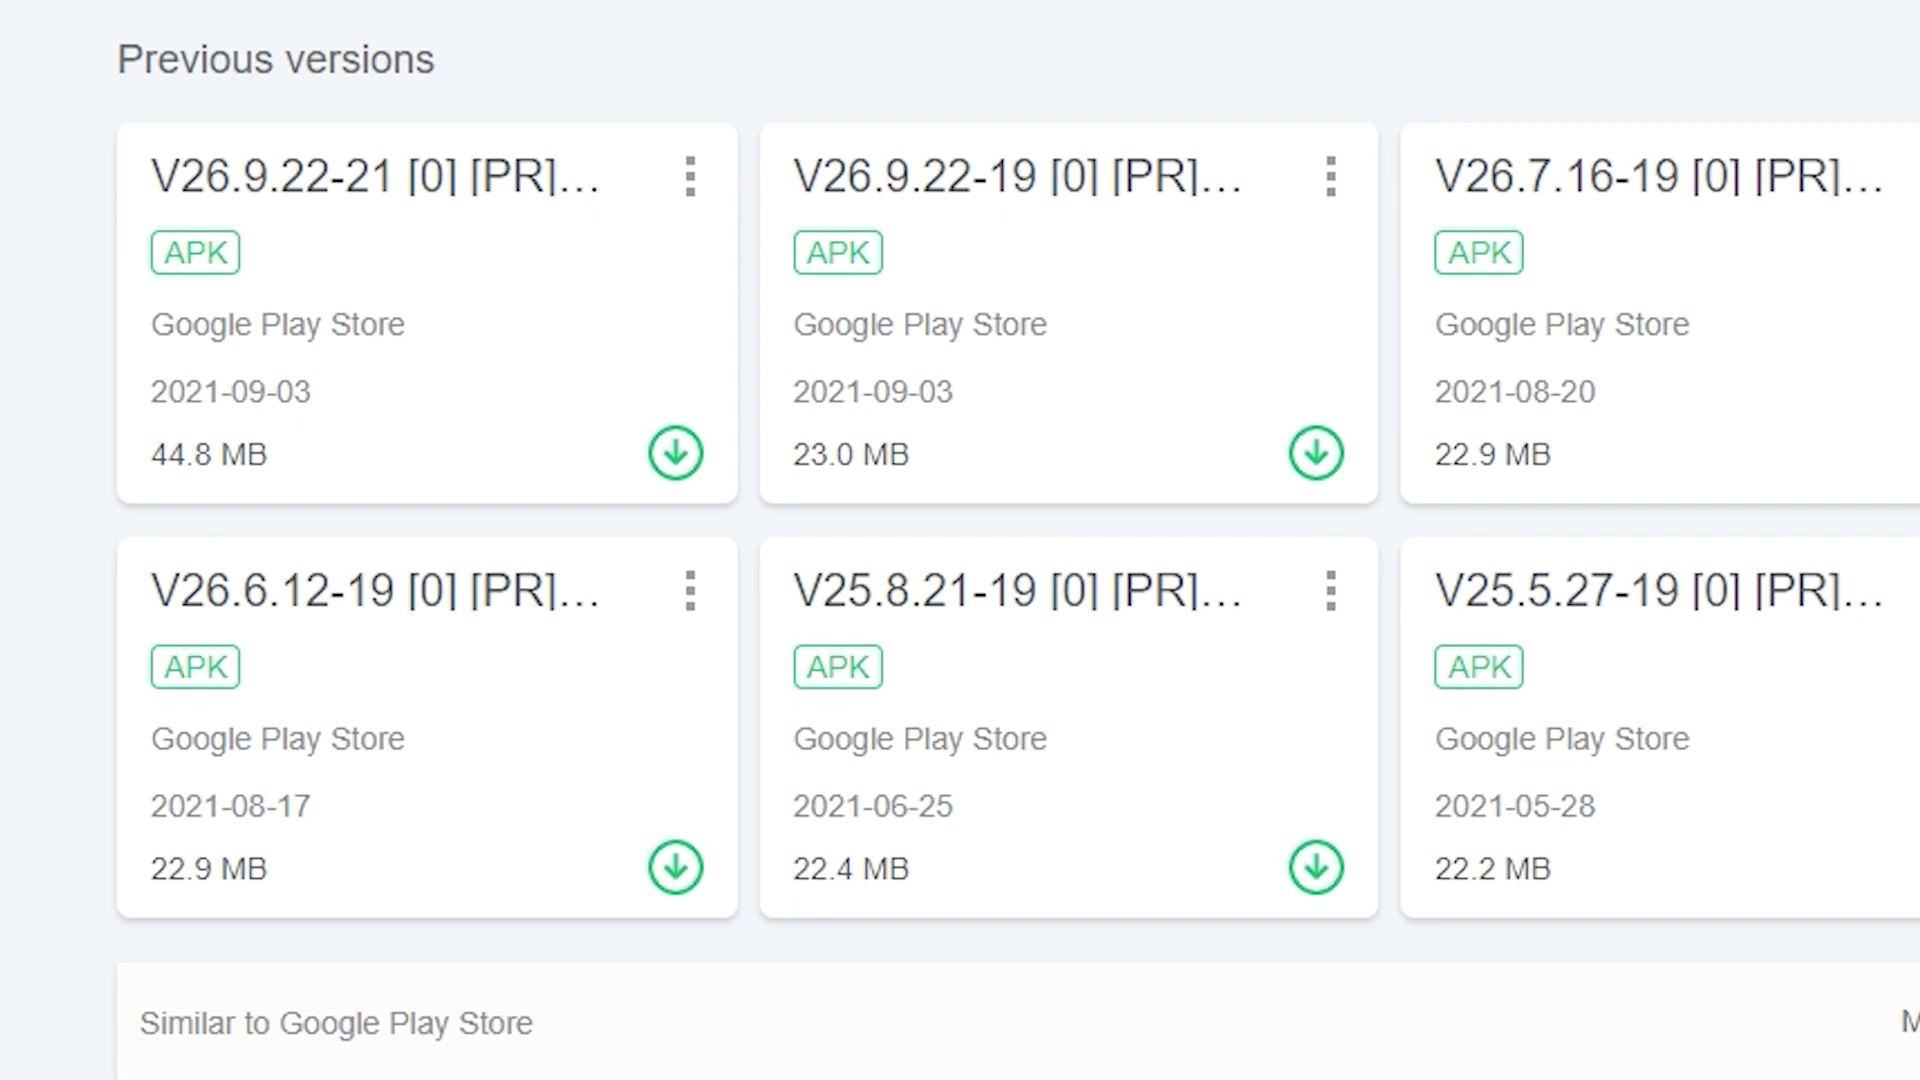 Previous versions
V26.9.22-21 [0] [PR]...
APK
Google Play Store
2021-09-03
44.8 MB
V26.9.22-19 [0] [PR]...
APK
Google Play Store
2021-09-03
23.0 MB
V26.7.16-19 [0] [PR]...
APK
Google Play Store
2021-08-20
22.9 MB
V26.6.12-19 [0] [PR]...
APK
Google Play Store
2021-08-17
22.9 MB
V25.8.21-19 [0] [PR]...
APK
Google Play Store
2021-06-25
22.4 MB
V25.5.27-19 [0] [PR]...
APK
Google Play Store
2021-05-28
22.2 MB
Similar to Google Play Store